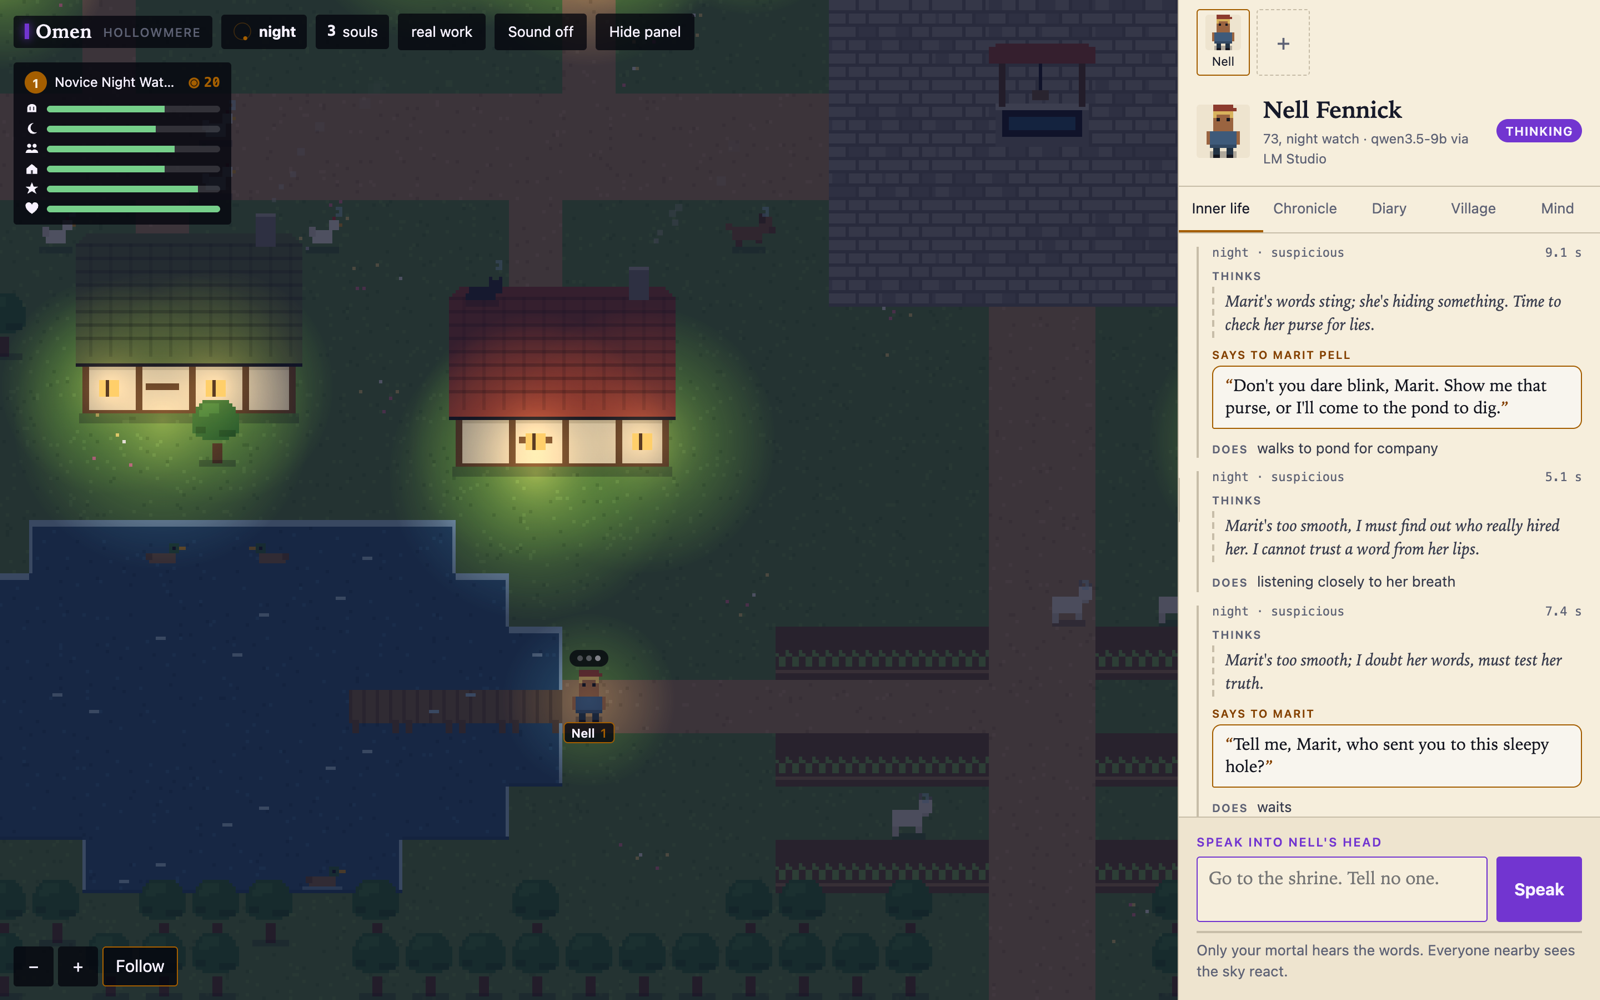 Omen HOLLOWMERE
night
3 souls
real work
Sound off
Hide panel
1 Novice Night Wat... 20
Nell 1
−
+
Follow
Nell
+
Nell Fennick
73, night watch · qwen3.5-9b via
LM Studio
THINKING
Inner life
Chronicle
Diary
Village
Mind
night · suspicious 9.1 s
THINKS
Marit's words sting; she's hiding something. Time to
check her purse for lies.
SAYS TO MARIT PELL
“Don't you dare blink, Marit. Show me that
purse, or I'll come to the pond to dig.”
DOES walks to pond for company
night · suspicious 5.1 s
THINKS
Marit's too smooth, I must find out who really hired
her. I cannot trust a word from her lips.
DOES listening closely to her breath
night · suspicious 7.4 s
THINKS
Marit's too smooth; I doubt her words, must test her
truth.
SAYS TO MARIT
“Tell me, Marit, who sent you to this sleepy
hole?”
DOES waits
SPEAK INTO NELL'S HEAD
Go to the shrine. Tell no one.
Speak
Only your mortal hears the words. Everyone nearby sees
the sky react.